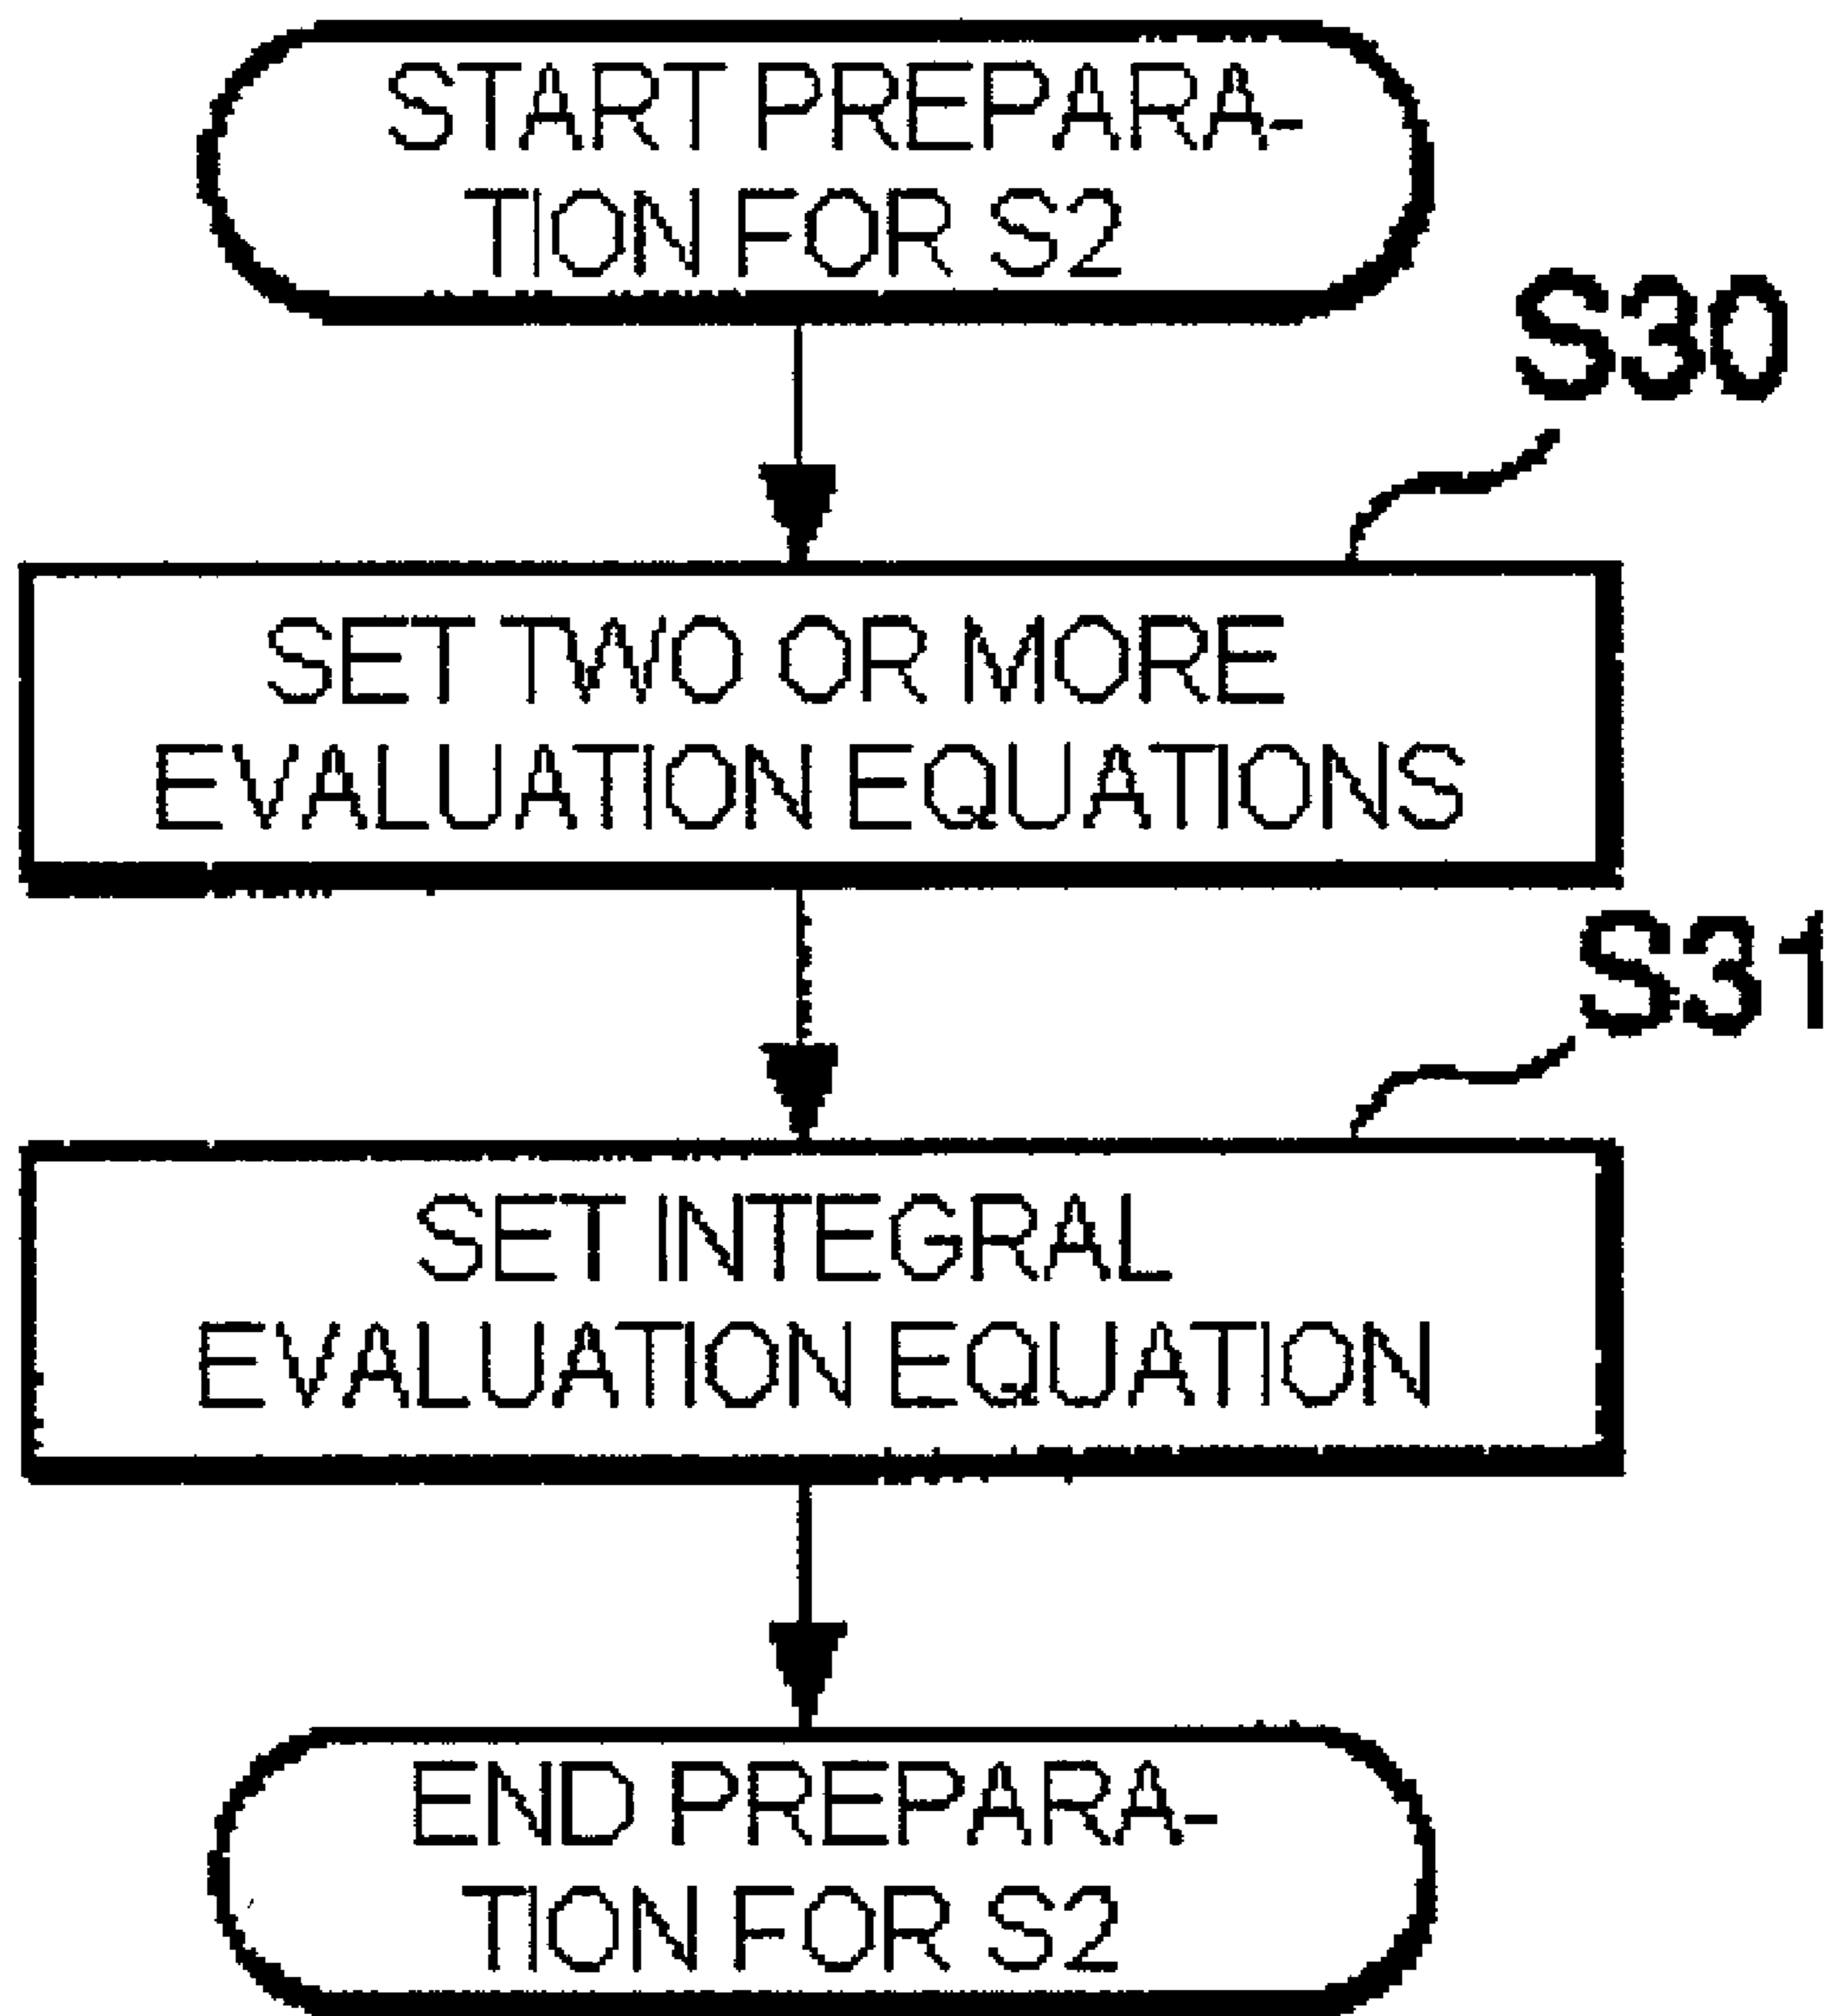 START PREPARA-
TION FOR S2
S30
SET TWO OR MORE
EVALUATION EQUATIONS
S31
SET INTEGRAL
EVALUATION EQUATION
END PREPARA-
TION FOR S2